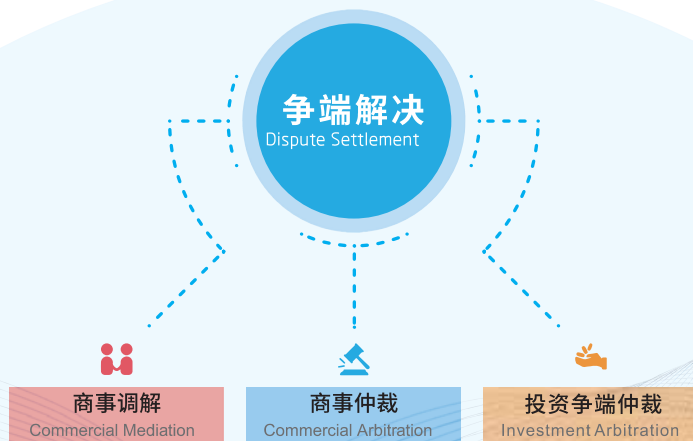 争端解决
Dispute Settlement
商事调解
Commercial Mediation
商事仲裁
Commercial Arbitration
投资争端仲裁
Investment Arbitration